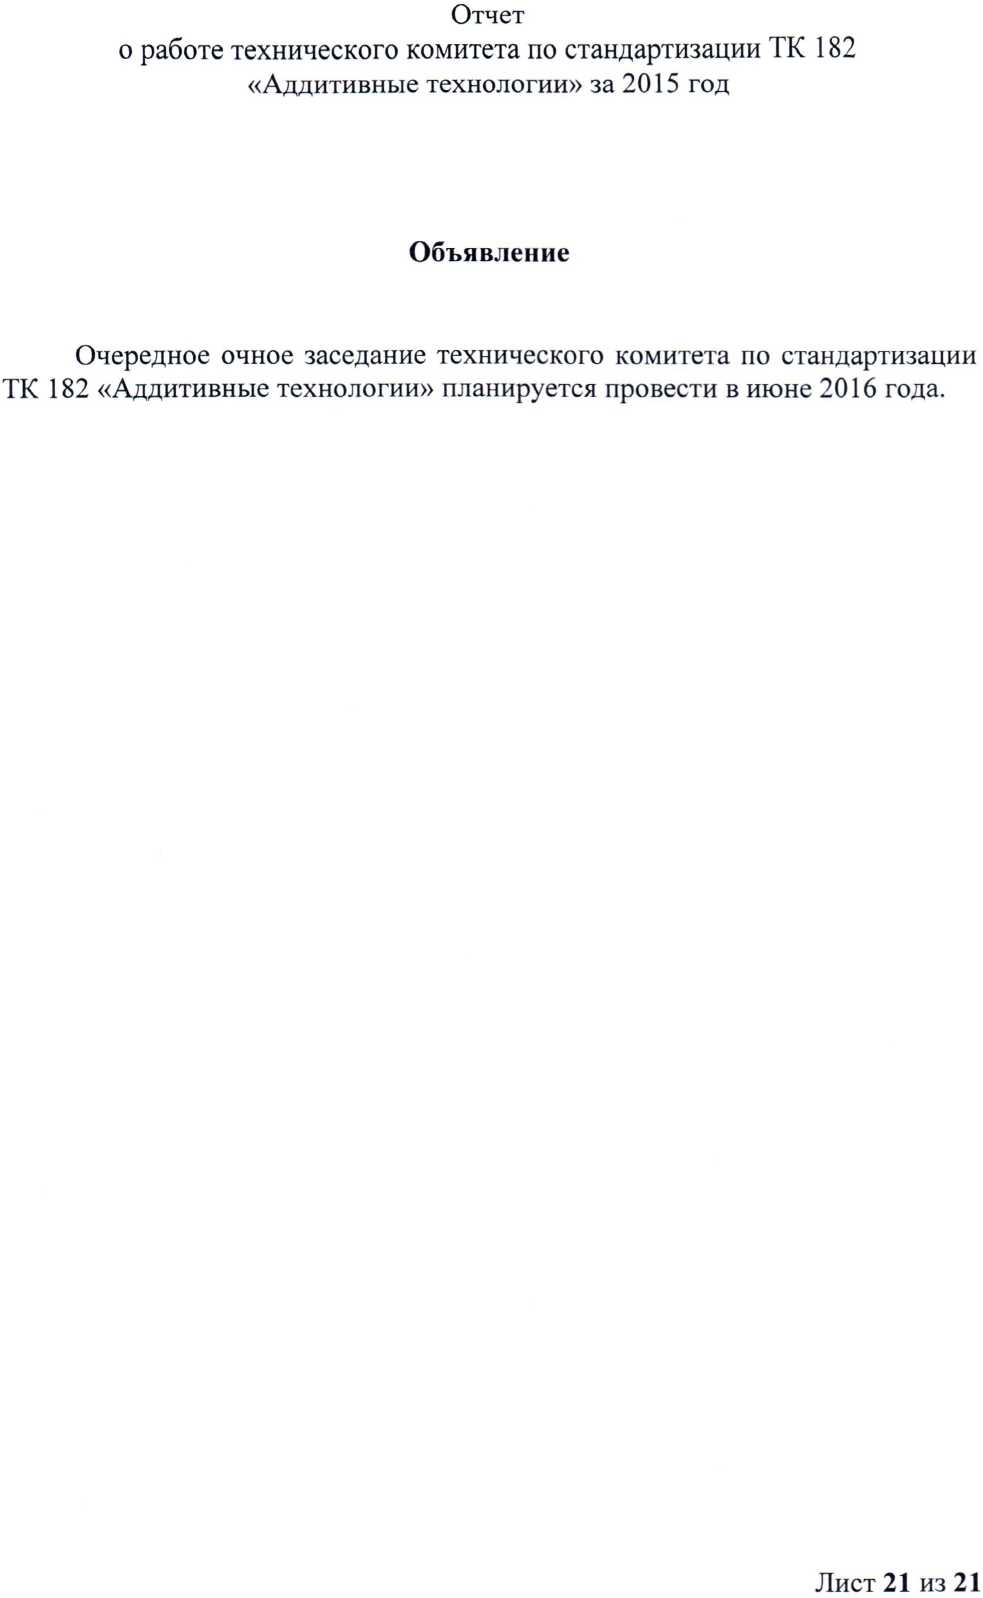 Отчет
о работе технического комитета по стандартизации ТК 182
«Аддитивные технологии» за 2015 год
Объявление
Очередное очное заседание технического комитета по стандартизации
ТК 182 «Аддитивные технологии» планируется провести в июне 2016 года.
Лист 21 из 21